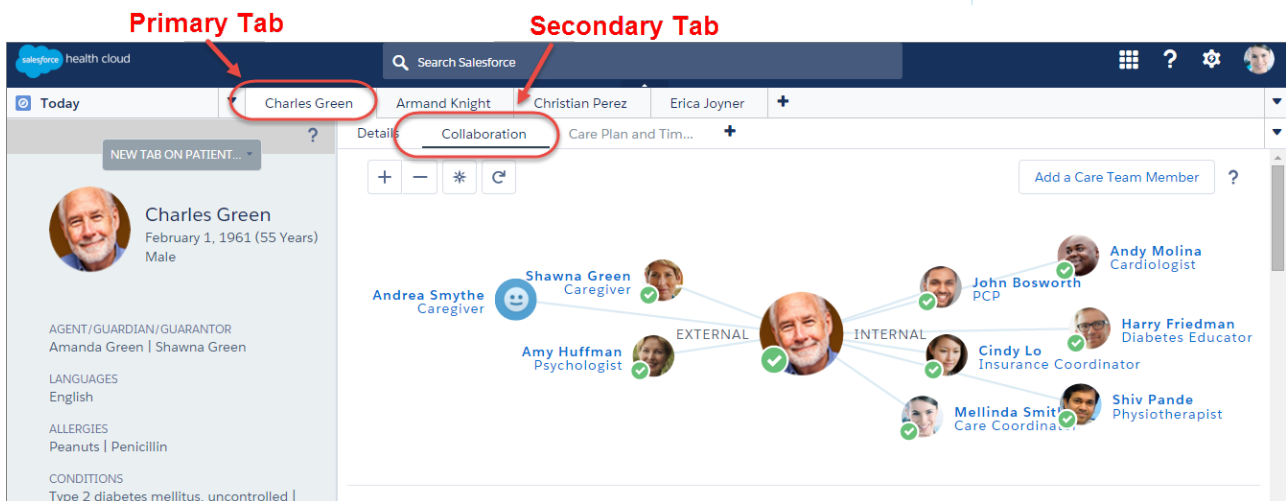 Primary Tab
Secondary Tab
salesforce health cloud
Search Salesforce
?
Today
Charles Green
Armand Knight
Christian Perez
Erica Joyner
+
?
Details
Collaboration
Care Plan and Tim...
+
NEW TAB ON PATIENT...
Add a Care Team Member
?
Charles Green
February 1, 1961 (55 Years)
Male
AGENT/GUARDIAN/GUARANTOR
Amanda Green | Shawna Green
LANGUAGES
English
ALLERGIES
Peanuts | Penicillin
CONDITIONS
Type 2 diabetes mellitus, uncontrolled |
Andrea Smythe
Caregiver
Shawna Green
Caregiver
Amy Huffman
Psychologist
EXTERNAL
INTERNAL
John Bosworth
PCP
Andy Molina
Cardiologist
Harry Friedman
Diabetes Educator
Cindy Lo
Insurance Coordinator
Mellinda Smit
Care Coordina
Shiv Pande
Physiotherapist